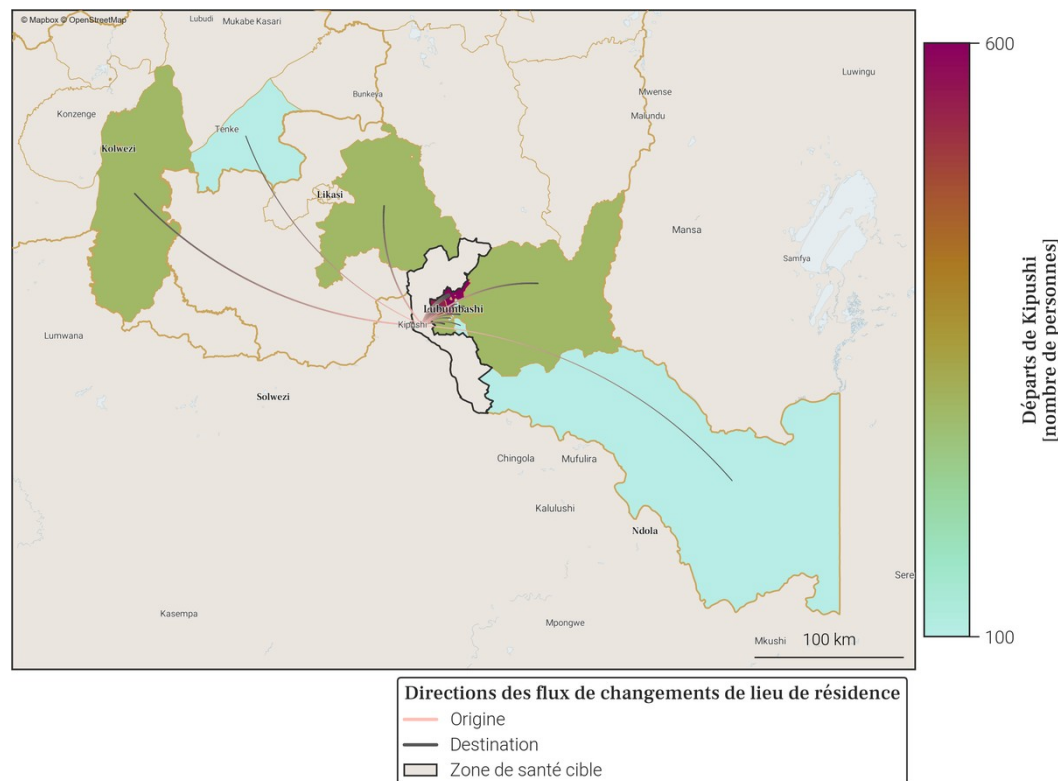 © Mapbox © OpenStreetMap
Lubudi
Mukabe Kasari
Luwingu
Bunkeya
Mwense
Konzenge
Malundu
Tenke
Kolwezi
Likasi
Mansa
Samfya
Lubumbashi
Kipushi
Lumwana
Solwezi
Chingola
Mufulira
Kalulushi
Ndola
Sere
Kasempa
Mpongwe
Mkushi
100 km
600
100
Départs de Kipushi
[nombre de personnes]
Directions des flux de changements de lieu de résidence
Origine
Destination
Zone de santé cible